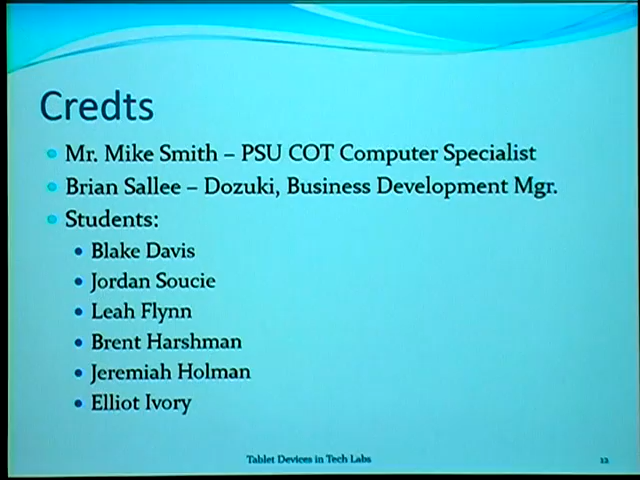 Credts
Mr. Mike Smith – PSU COT Computer Specialist
Brian Sallee – Dozuki, Business Development Mgr.
Students:
Blake Davis
Jordan Soucie
Leah Flynn
Brent Harshman
Jeremiah Holman
Elliot Ivory
Tablet Devices in Tech Labs
12